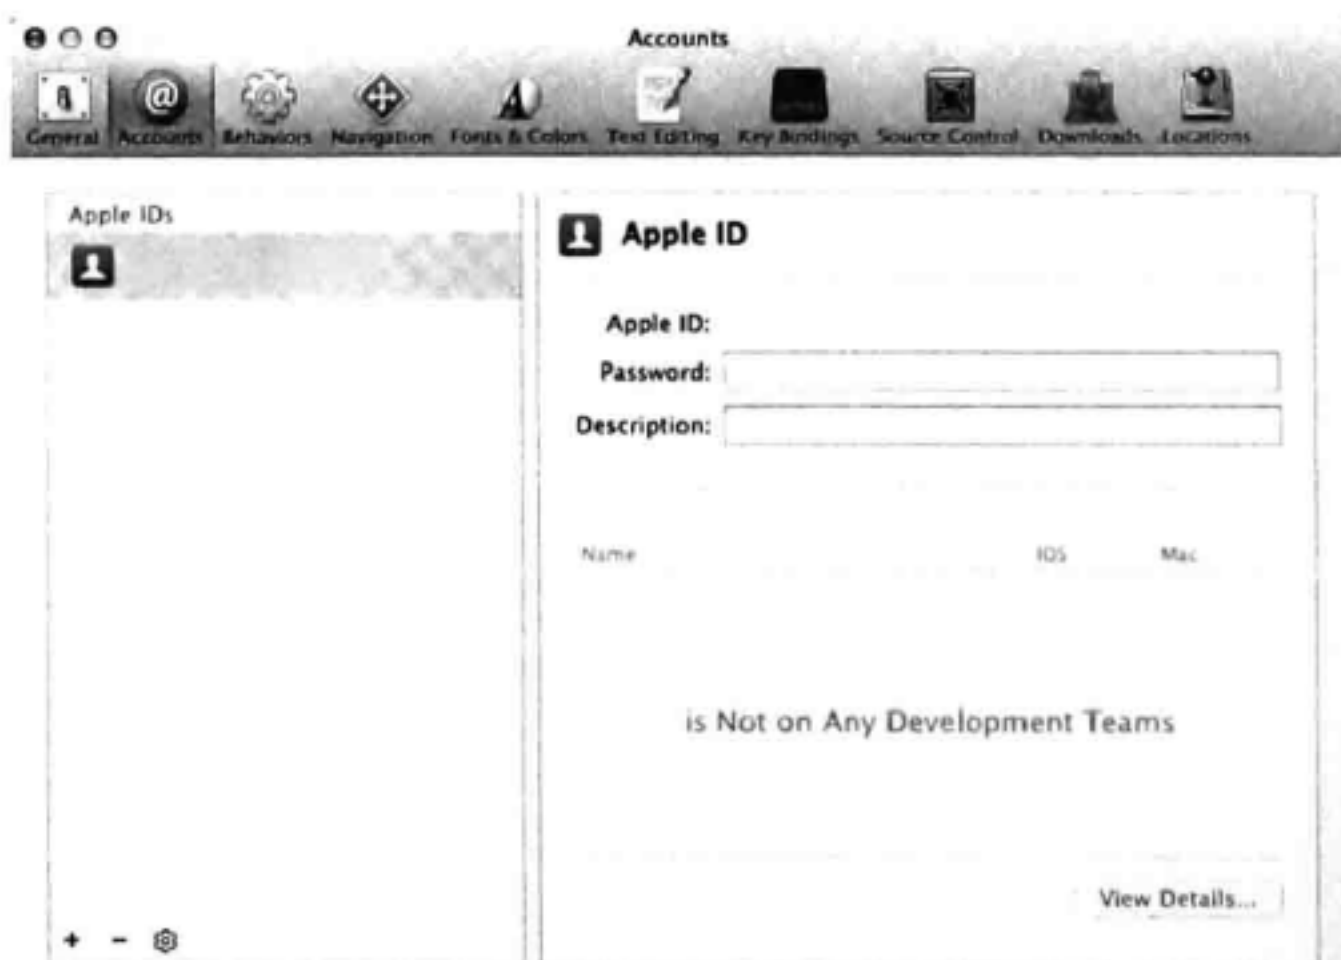 Accounts
General Accounts Behaviors Navigation Fonts & Colors Text Editing Key Bindings Source Control Downloads Locations
Apple IDs
Apple ID
Apple ID:
Password:
Description:
Name iOS Mac
is Not on Any Development Teams
View Details...